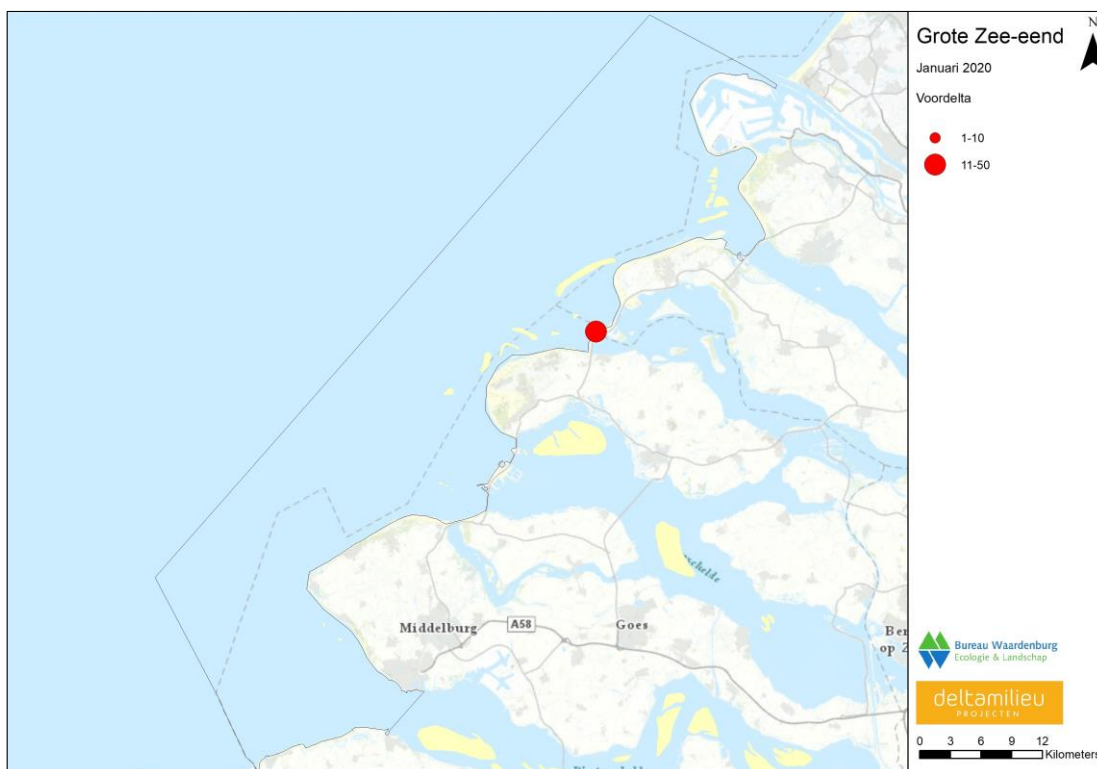 Grote Zee-eend
Januari 2020
Voordelta
1-10
11-50
N
Middelburg
A58
Goes
Bureau Waardenburg
Ecologie & Landschap
deltamilieu
PROJECTEN
0 3 6 9 12
Kilometers